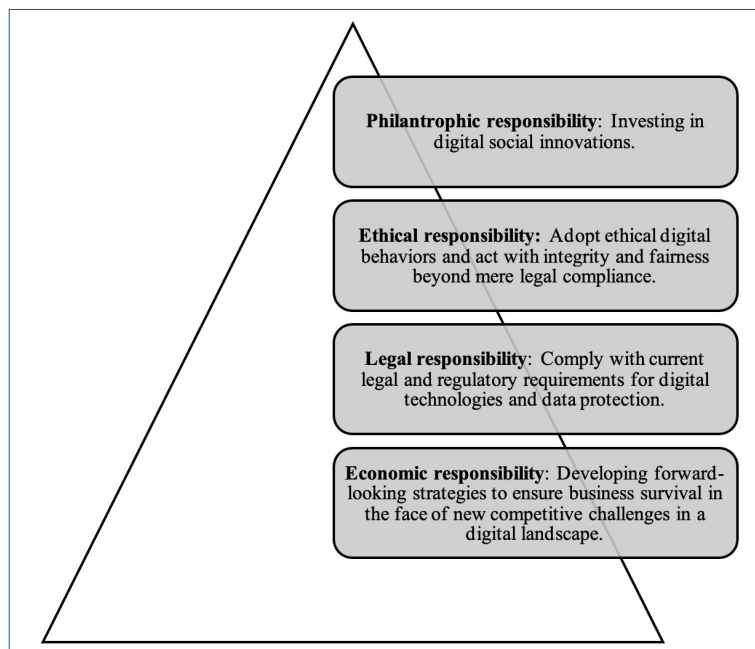 Philantrophic responsibility: Investing in
digital social innovations.
Ethical responsibility: Adopt ethical digital
behaviors and act with integrity and fairness
beyond mere legal compliance.
Legal responsibility: Comply with current
legal and regulatory requirements for digital
technologies and data protection.
Economic responsibility: Developing forward-
looking strategies to ensure business survival in
the face of new competitive challenges in a
digital landscape.